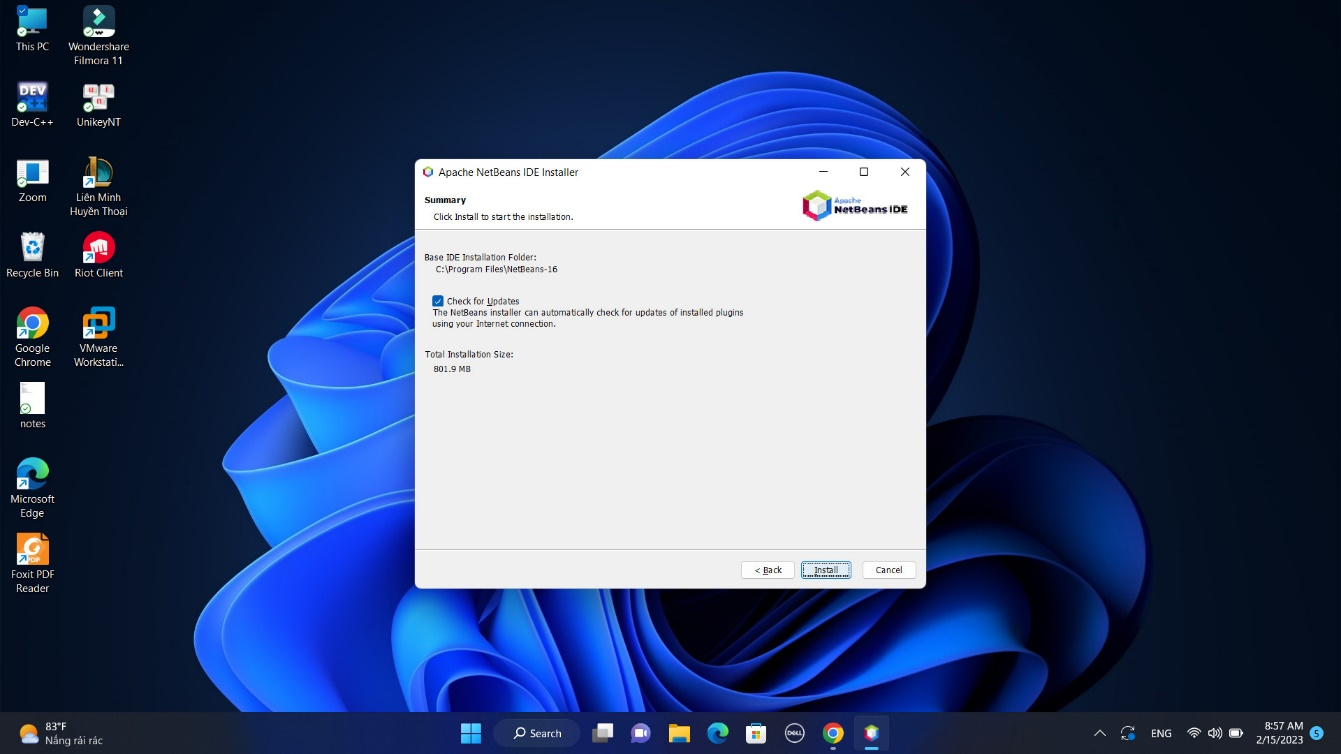 This PC
Wondershare
Filmora 11
DEV
C++
Dev-C++
u i
n
UnikeyNT
Zoom
Liên Minh
Huyền Thoại
Recycle Bin
Riot Client
Google
Chrome
VMware
Workstati...
notes
Microsoft
Edge
PDF
Foxit PDF
Reader
Apache NetBeans IDE Installer
Summary
Click Install to start the installation.
Apache
NetBeans IDE
Base IDE Installation Folder:
C:\Program Files\NetBeans-16
Check for Updates
The NetBeans installer can automatically check for updates of installed plugins
using your Internet connection.
Total Installation Size:
801.9 MB
< Back
Install
Cancel
83°F
Nắng rải rác
Search
DELL
ENG
8:57 AM
2/15/2023
5